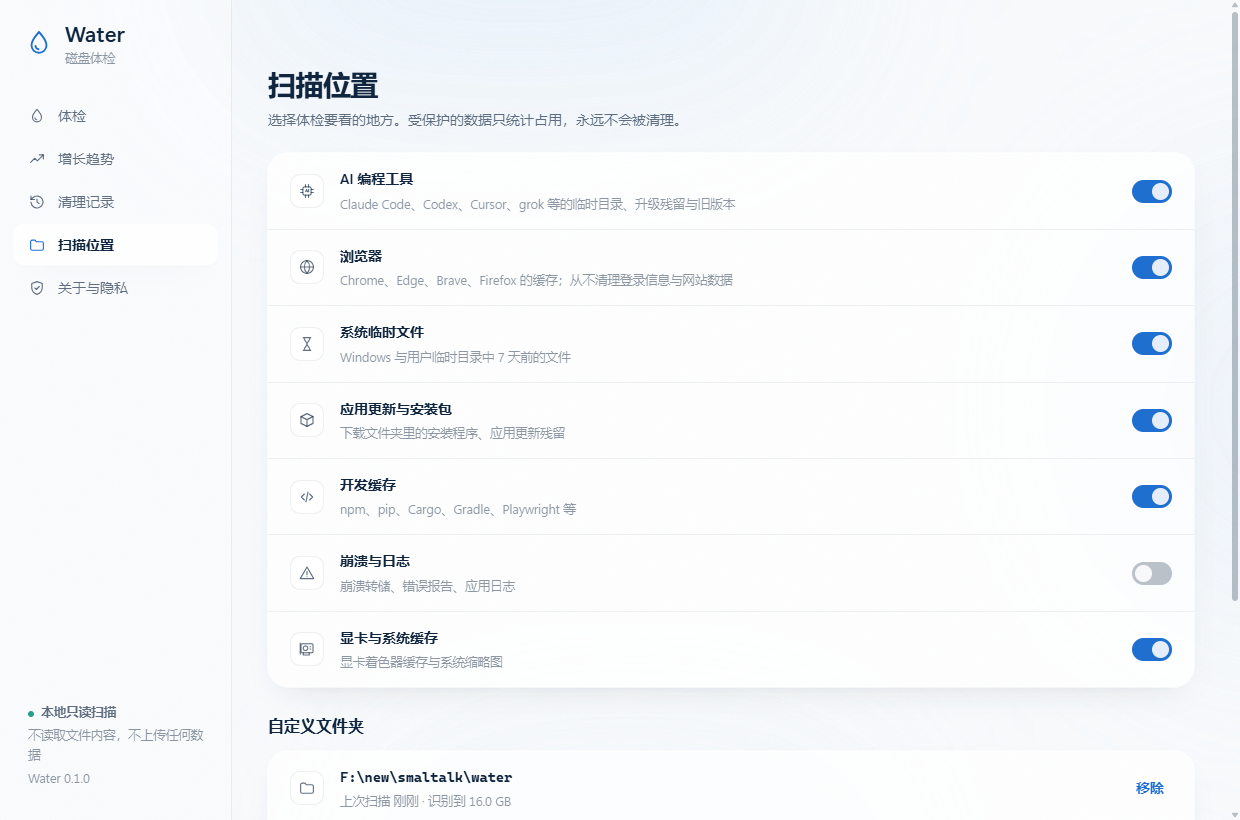 Water
磁盘体检
体检
增长趋势
清理记录
扫描位置
关于与隐私
本地只读扫描
不读取文件内容，不上传任何数
据
Water 0.1.0
扫描位置
选择体检要看的地方。受保护的数据只统计占用，永远不会被清理。
AI 编程工具
Claude Code、Codex、Cursor、grok 等的临时目录、升级残留与旧版本
浏览器
Chrome、Edge、Brave、Firefox 的缓存；从不清理登录信息与网站数据
系统临时文件
Windows 与用户临时目录中 7 天前的文件
应用更新与安装包
下载文件夹里的安装程序、应用更新残留
开发缓存
npm、pip、Cargo、Gradle、Playwright 等
崩溃与日志
崩溃转储、错误报告、应用日志
显卡与系统缓存
显卡着色器缓存与系统缩略图
自定义文件夹
F:\new\smaltalk\water
上次扫描 刚刚 · 识别到 16.0 GB
移除